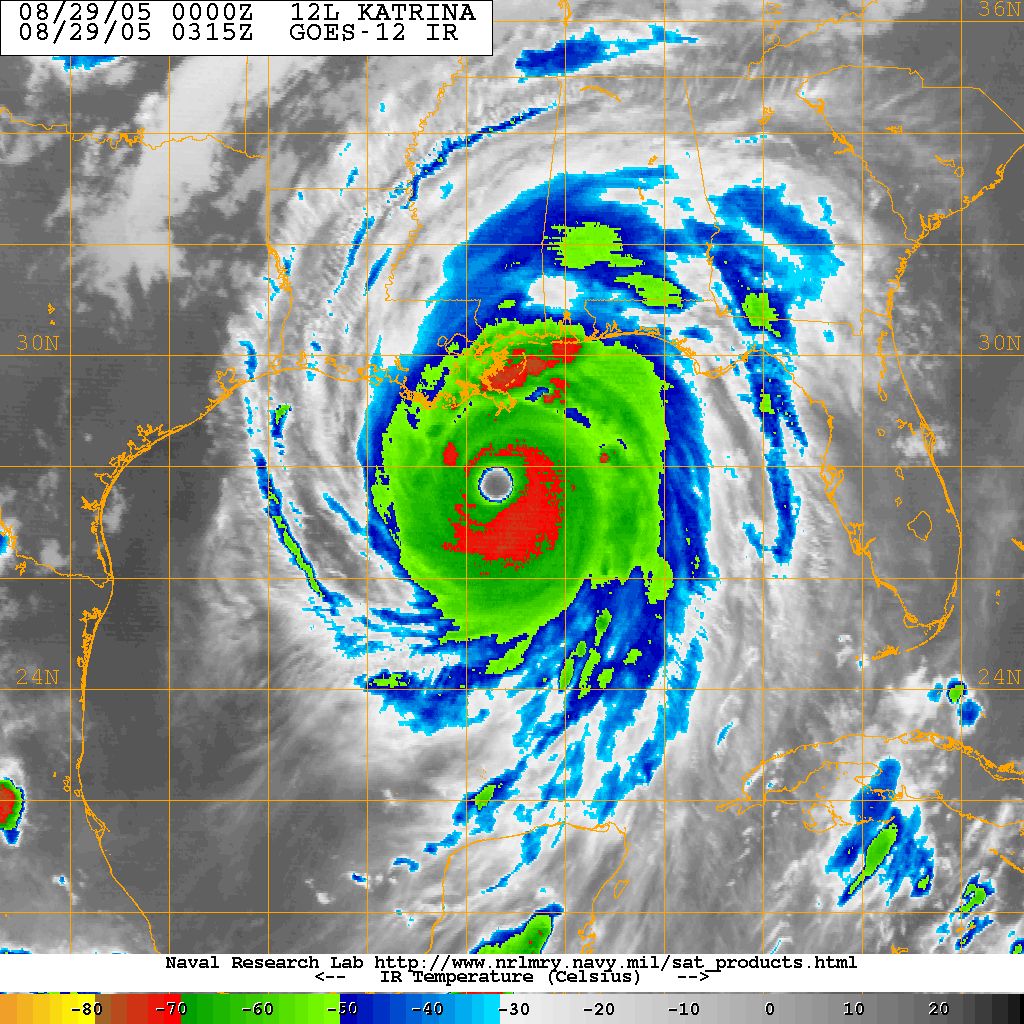 08/29/05 0000Z 12L KATRINA
08/29/05 0315Z GOES-12 IR
36N
30N 30N
24N 24N
Naval Research Lab http://www.nrlmry.navy.mil/sat_products.html
<-- IR Temperature (Celsius) -->
-80 -70 -60 -50 -40 -30 -20 -10 0 10 20